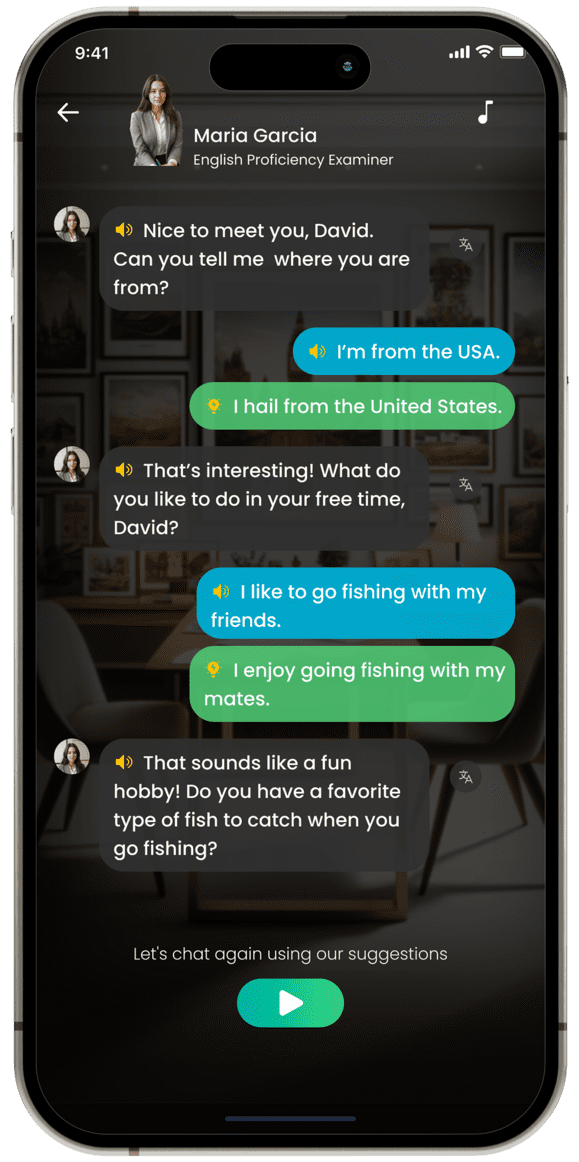 9:41
Maria Garcia
English Proficiency Examiner
Nice to meet you, David.
Can you tell me  where you are
from?
I’m from the USA.
I hail from the United States.
That’s interesting! What do
you like to do in your free time,
David?
I like to go fishing with my
friends.
I enjoy going fishing with my
mates.
That sounds like a fun
hobby! Do you have a favorite
type of fish to catch when you
go fishing?
Let's chat again using our suggestions